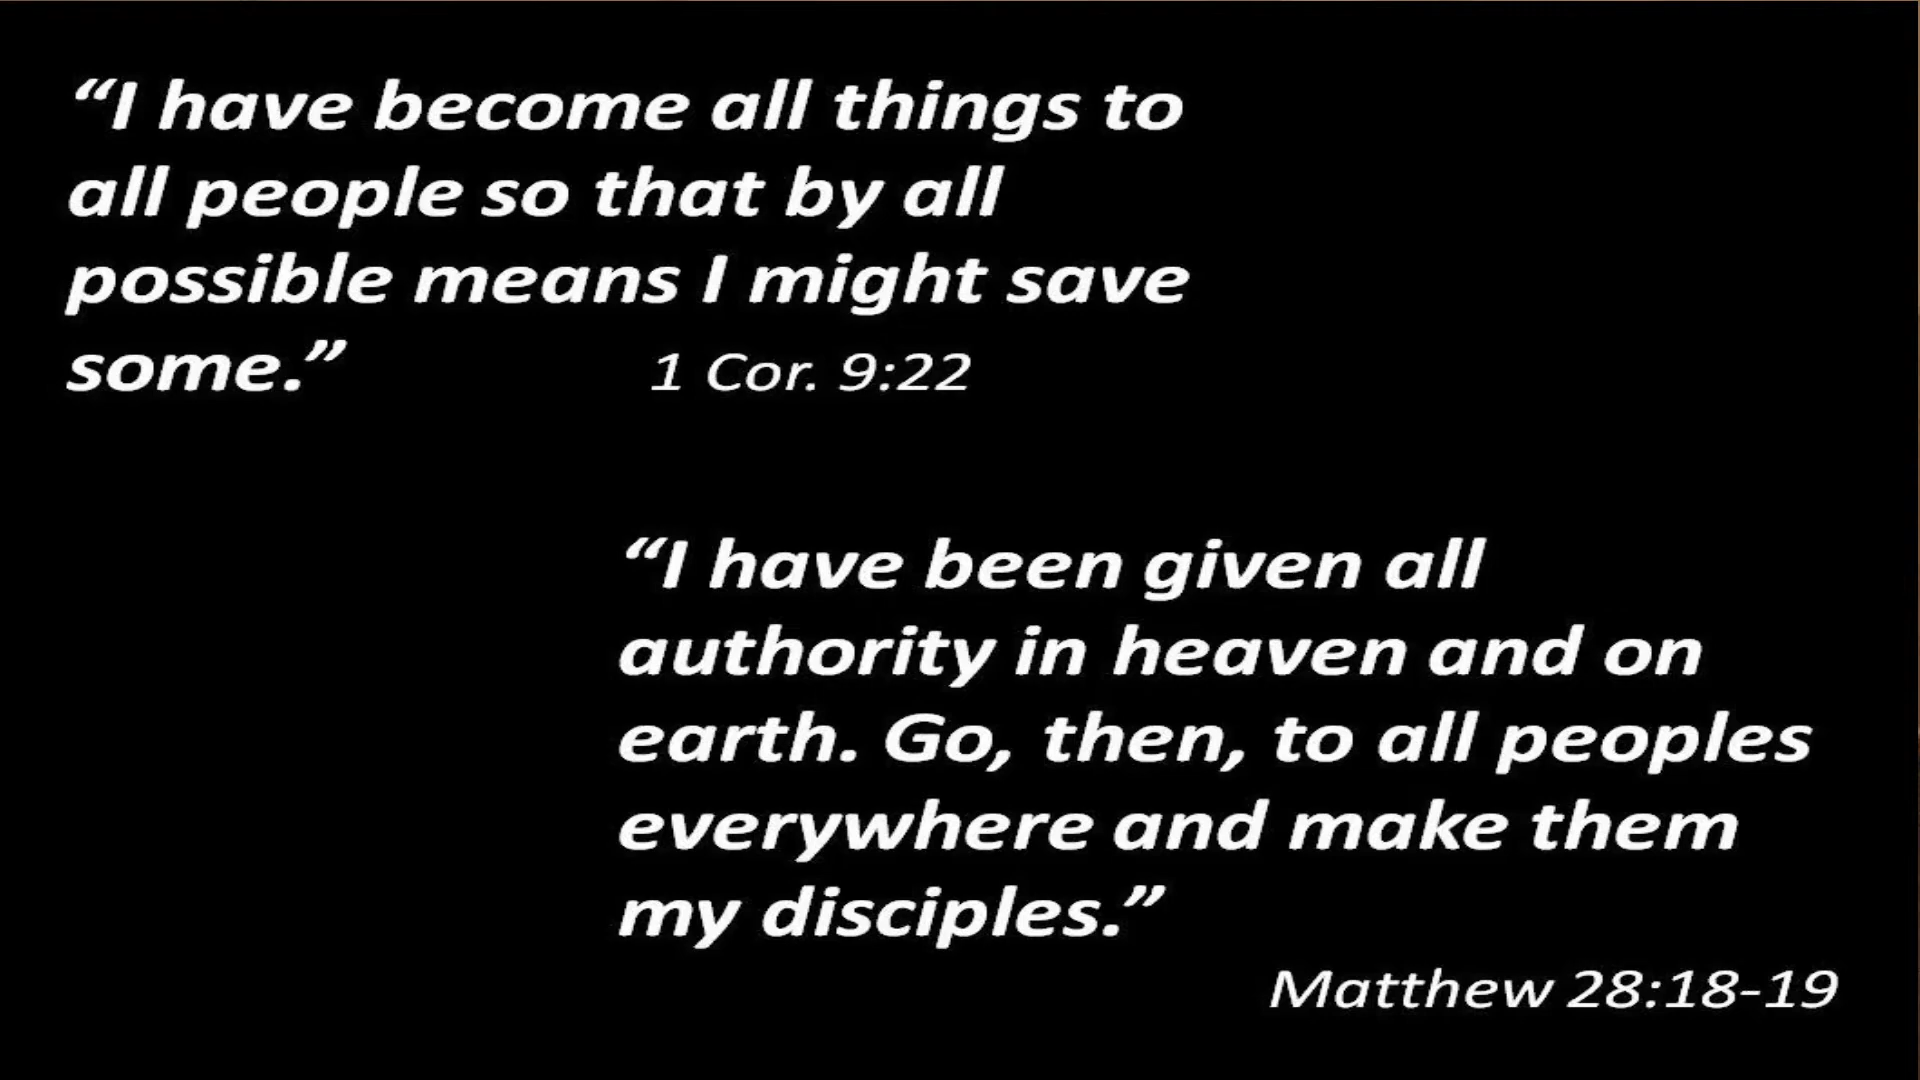 “I have become all things to
all people so that by all
possible means I might save
some.” 1 Cor. 9:22
“I have been given all
authority in heaven and on
earth. Go, then, to all peoples
everywhere and make them
my disciples.”
Matthew 28:18-19